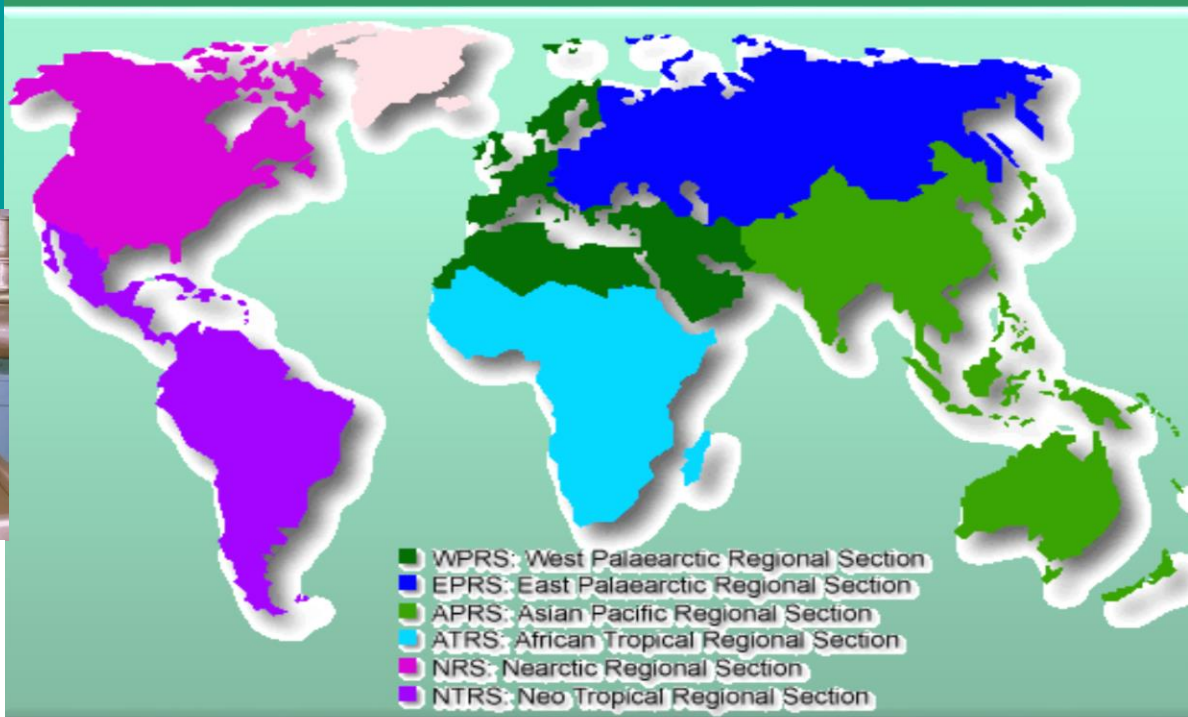 WPRS: West Palaearctic Regional Section
EPRS: East Palaearctic Regional Section
APRS: Asian Pacific Regional Section
ATRS: African Tropical Regional Section
NRS: Nearctic Regional Section
NTRS: Neo Tropical Regional Section